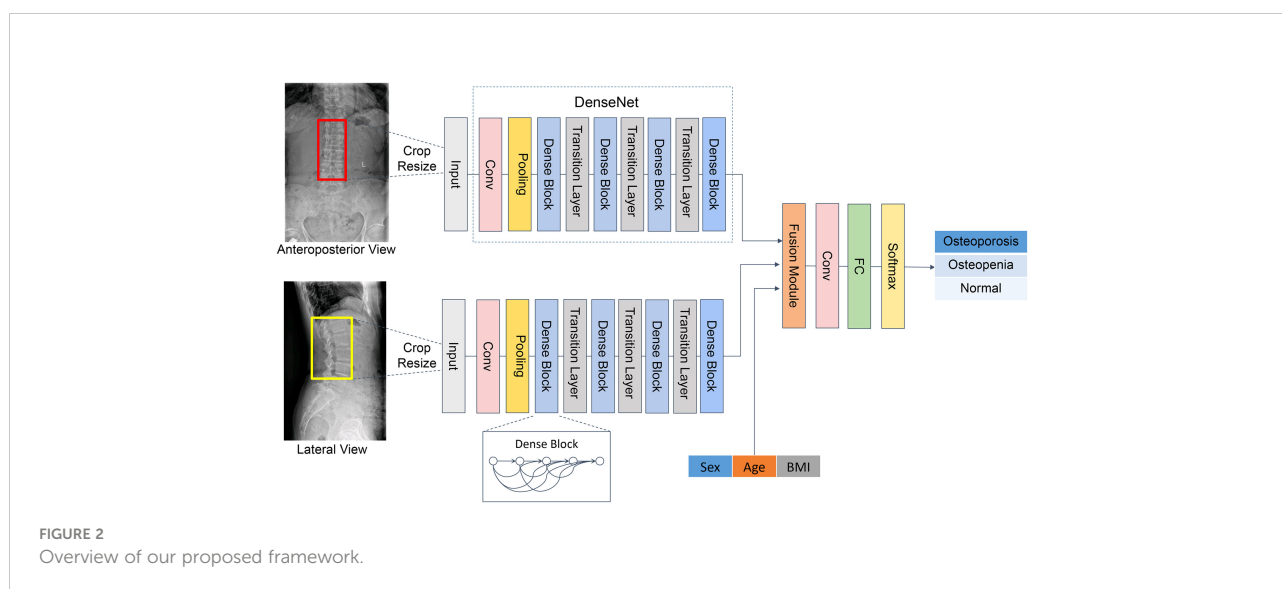 DenseNet
Crop
Resize
Input
Conv
Pooling
Dense Block
Transition Layer
Dense Block
Transition Layer
Dense Block
Transition Layer
Dense Block
L
Anteroposterior View
Crop
Resize
Input
Conv
Pooling
Dense Block
Transition Layer
Dense Block
Transition Layer
Dense Block
Transition Layer
Dense Block
Lateral View
Dense Block
Fusion Module
Conv
FC
Softmax
Osteoporosis
Osteopenia
Normal
Sex Age BMI
FIGURE 2
Overview of our proposed framework.